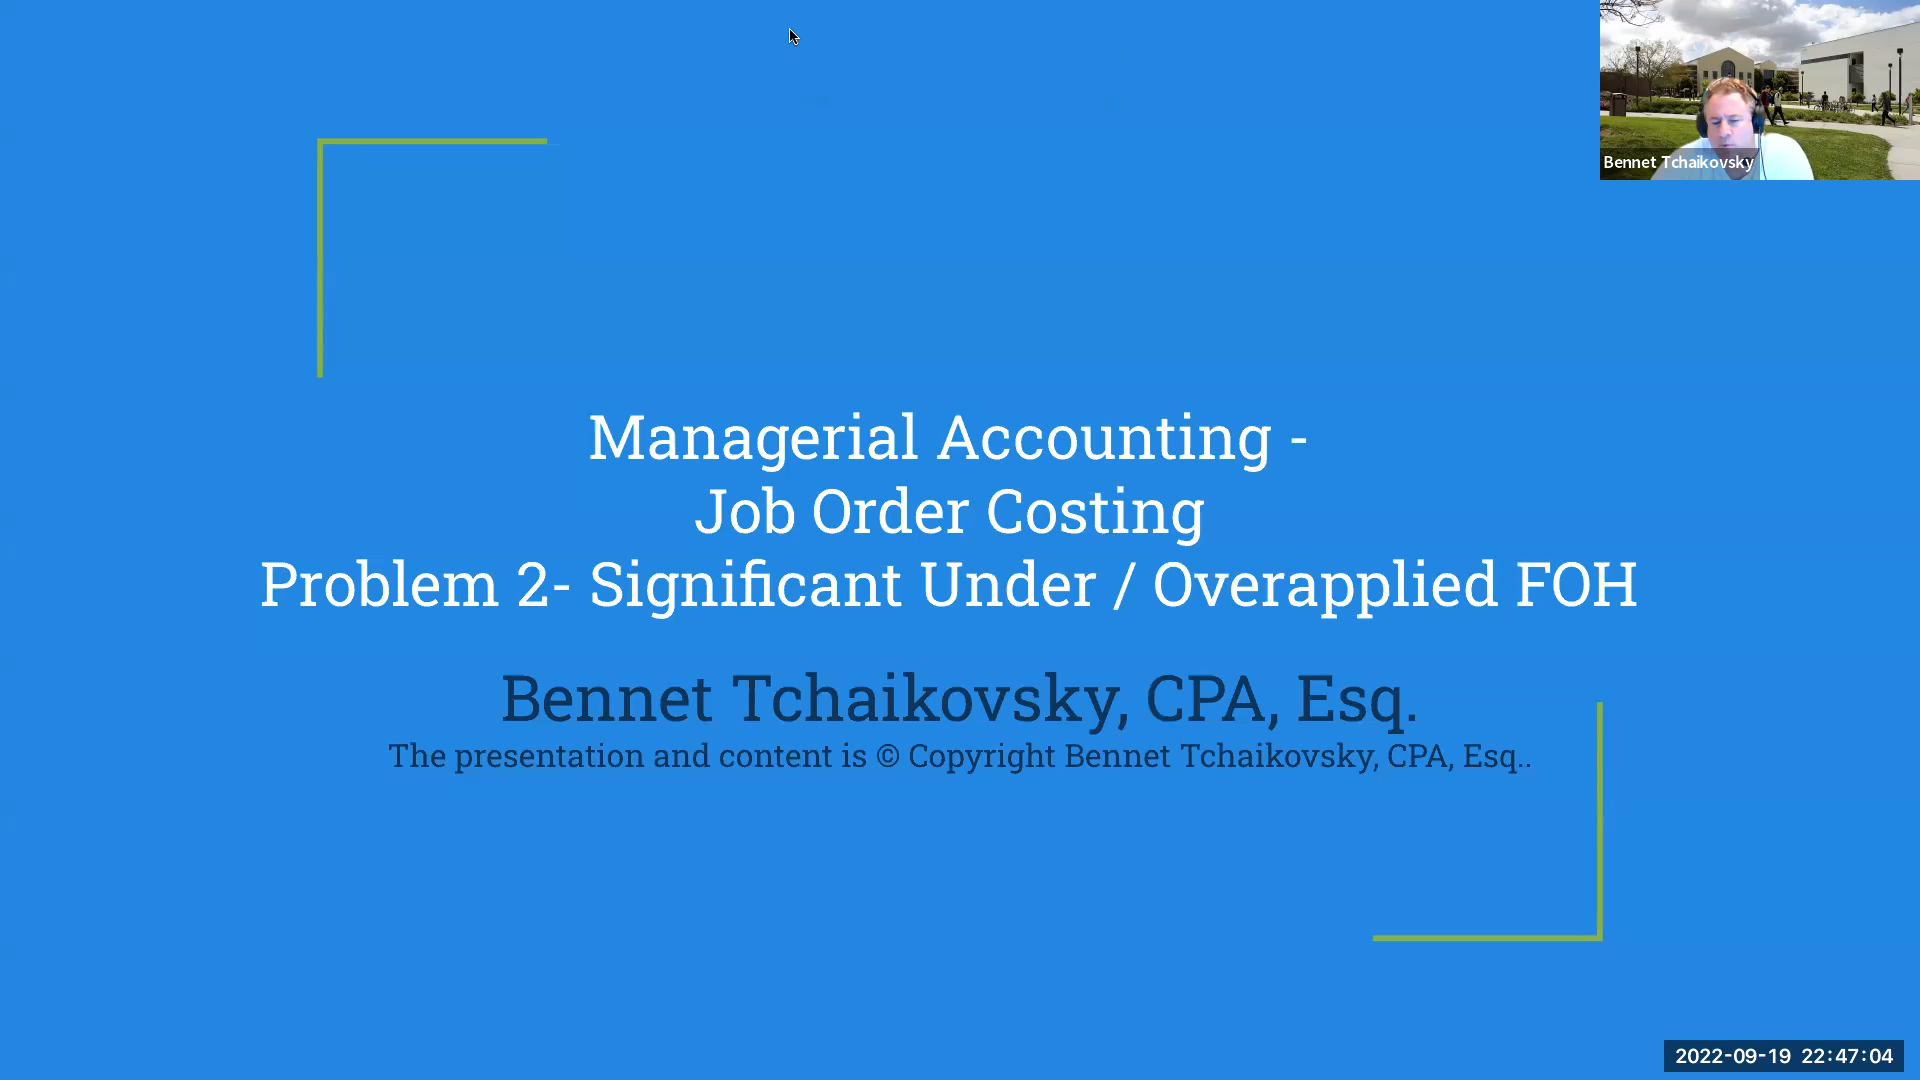 Bennet Tchaikovsky
Managerial Accounting -
Job Order Costing
Problem 2- Significant Under / Overapplied FOH
Bennet Tchaikovsky, CPA, Esq.
The presentation and content is © Copyright Bennet Tchaikovsky, CPA, Esq..
2022-09-19 22:47:04